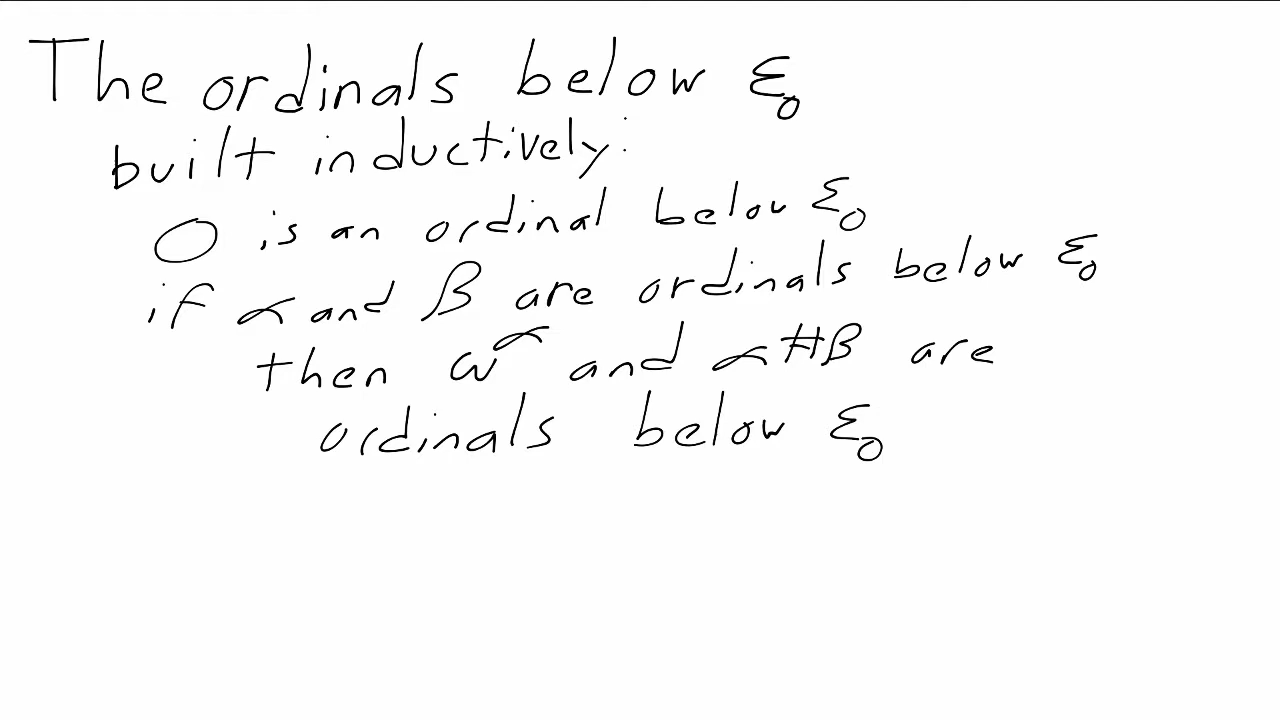 The ordinals below ε₀
built inductively:
0 is an ordinal below ε₀
if α and β are ordinals below ε₀
then ω^α and α#β are
ordinals below ε₀